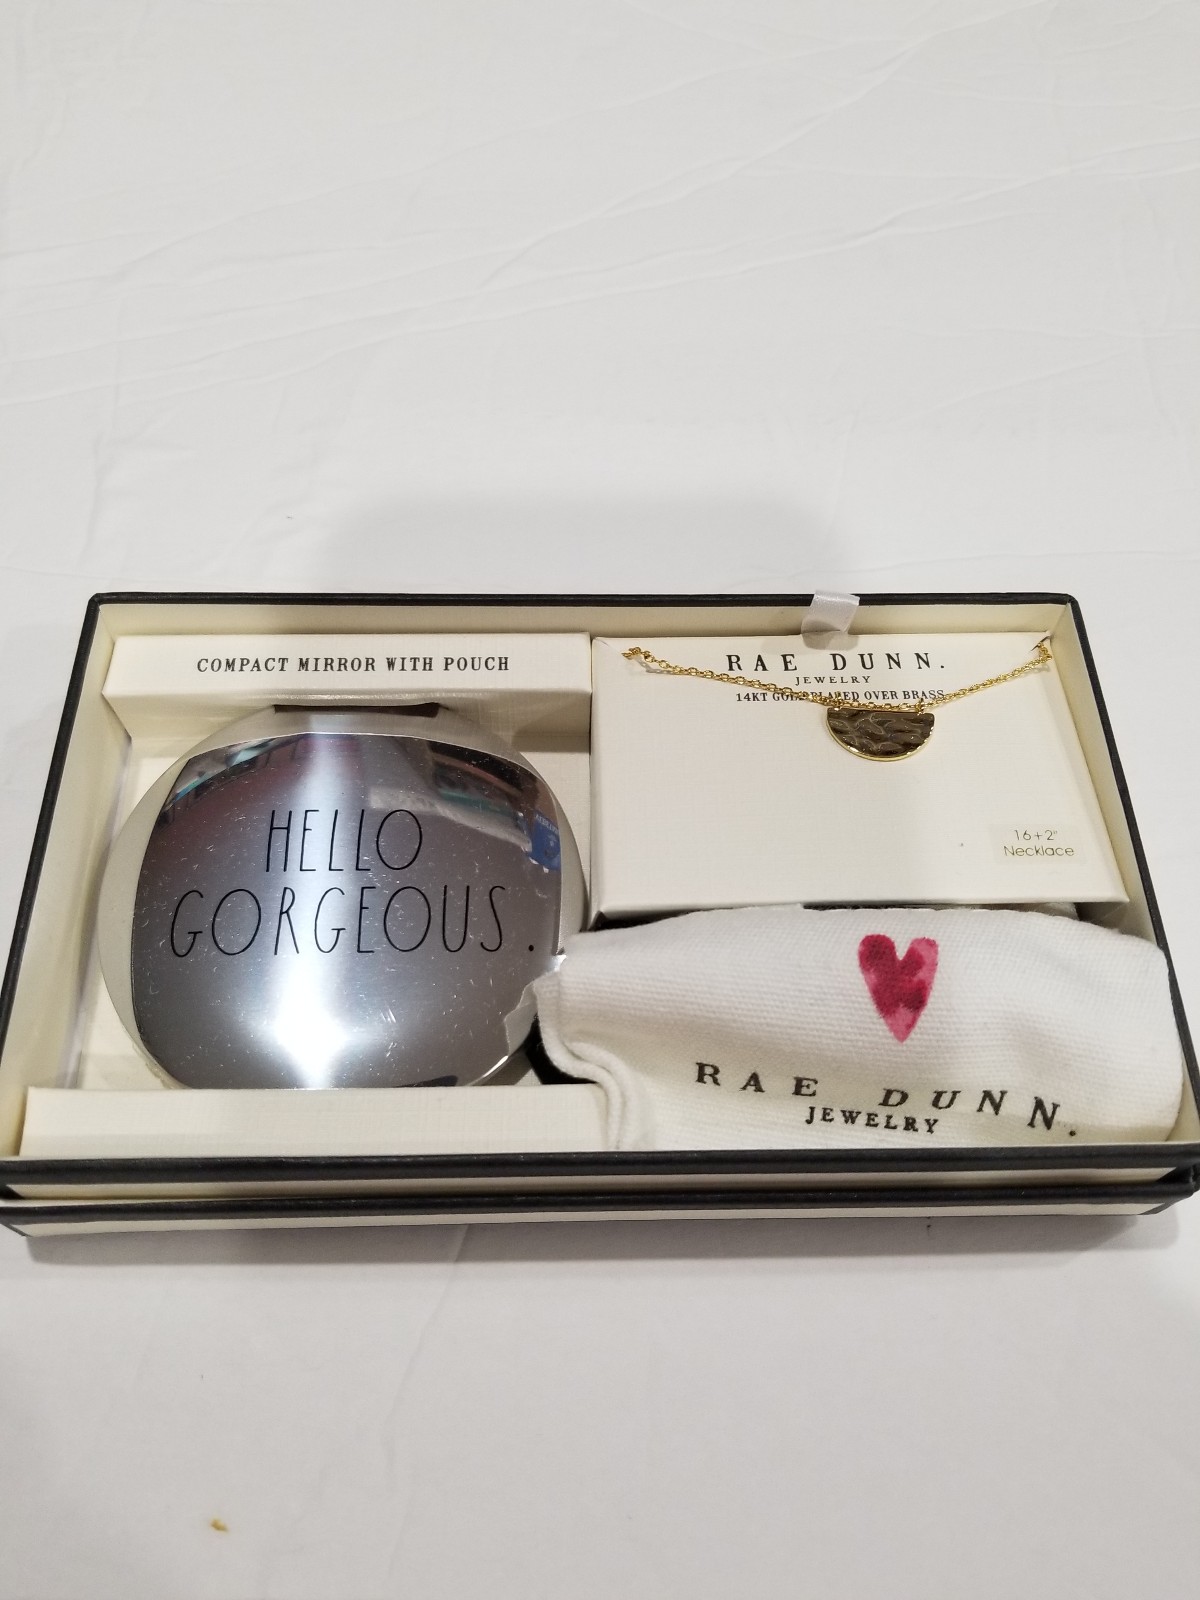 COMPACT MIRROR WITH POUCH
HELLO
GORGEOUS.
RAE DUNN.
JEWELRY
14KT GOLD PLATED OVER BRASS
16+2"
Necklace
RAE DUNN.
JEWELRY